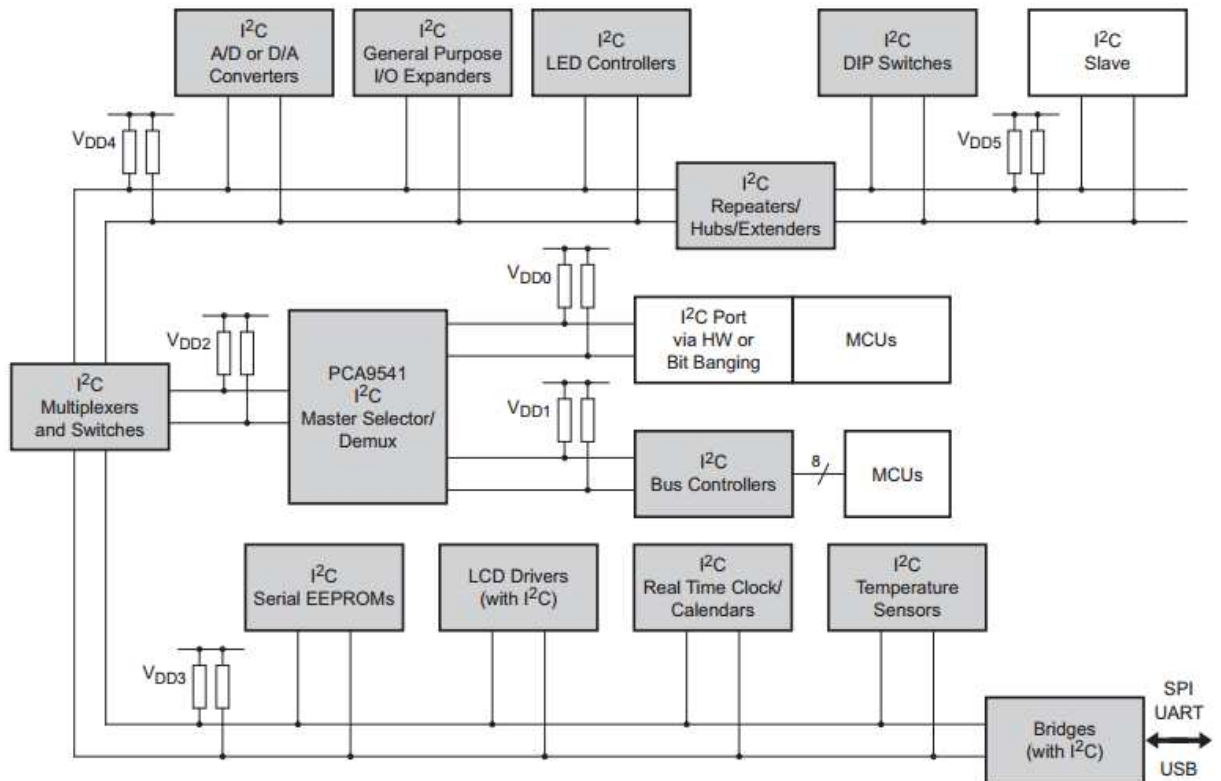 I²C
A/D or D/A
Converters
I²C
General Purpose
I/O Expanders
I²C
LED Controllers
I²C
DIP Switches
I²C
Slave
VDD4
VDD5
I²C
Repeaters/
Hubs/Extenders
VDD0
I²C Port
via HW or
Bit Banging
MCUs
VDD2
PCA9541
I²C
Master Selector/
Demux
I²C
Multiplexers
and Switches
VDD1
I²C
Bus Controllers
8
MCUs
I²C
Serial EEPROMs
LCD Drivers
(with I²C)
I²C
Real Time Clock/
Calendars
I²C
Temperature
Sensors
VDD3
Bridges
(with I²C)
SPI
UART
USB